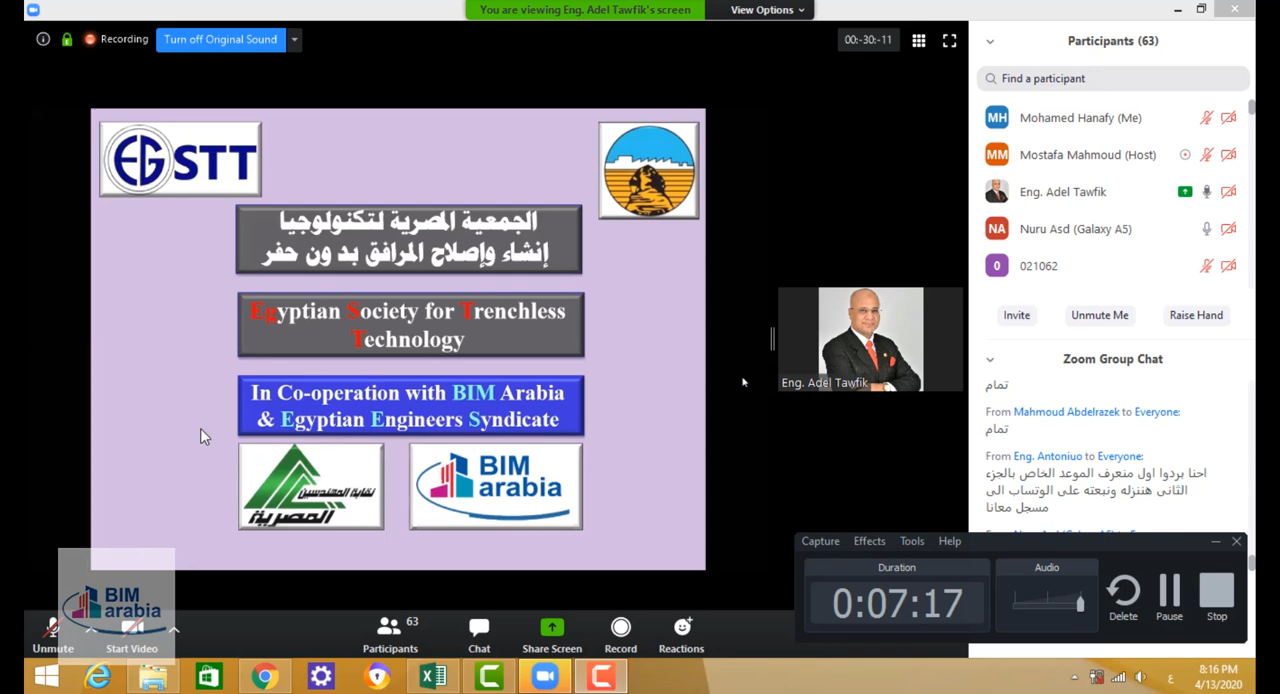 You are viewing Eng. Adel Tawfik's screen
View Options
Recording
Turn off Original Sound
00:-30:-11
EGSTT
الجمعية المصرية لتكنولوجيا
إنشاء وإصلاح المرافق بد ون حفر
Egyptian Society for Trenchless
Technology
In Co-operation with BIM Arabia
& Egyptian Engineers Syndicate
نقابة المهندسين
المصرية
BIM
arabia
Eng. Adel Tawfik
Participants (63)
Find a participant
MH Mohamed Hanafy (Me)
MM Mostafa Mahmoud (Host)
Eng. Adel Tawfik
NA Nuru Asd (Galaxy A5)
0 021062
Invite
Unmute Me
Raise Hand
Zoom Group Chat
تمام
From Mahmoud Abdelrazek to Everyone:
تمام
From Eng. Antoniuo to Everyone:
احنا بردوا اول منعرف الموعد الخاص بالجزء
الثانى هننزله ونبعته على الوتساب الى
مسجل معانا
Capture
Effects
Tools
Help
Duration
0:07:17
Audio
Delete
Pause
Stop
BIM
arabia
Unmute
Start Video
63
Participants
Chat
Share Screen
Record
Reactions
ع
8:16 PM
4/13/2020